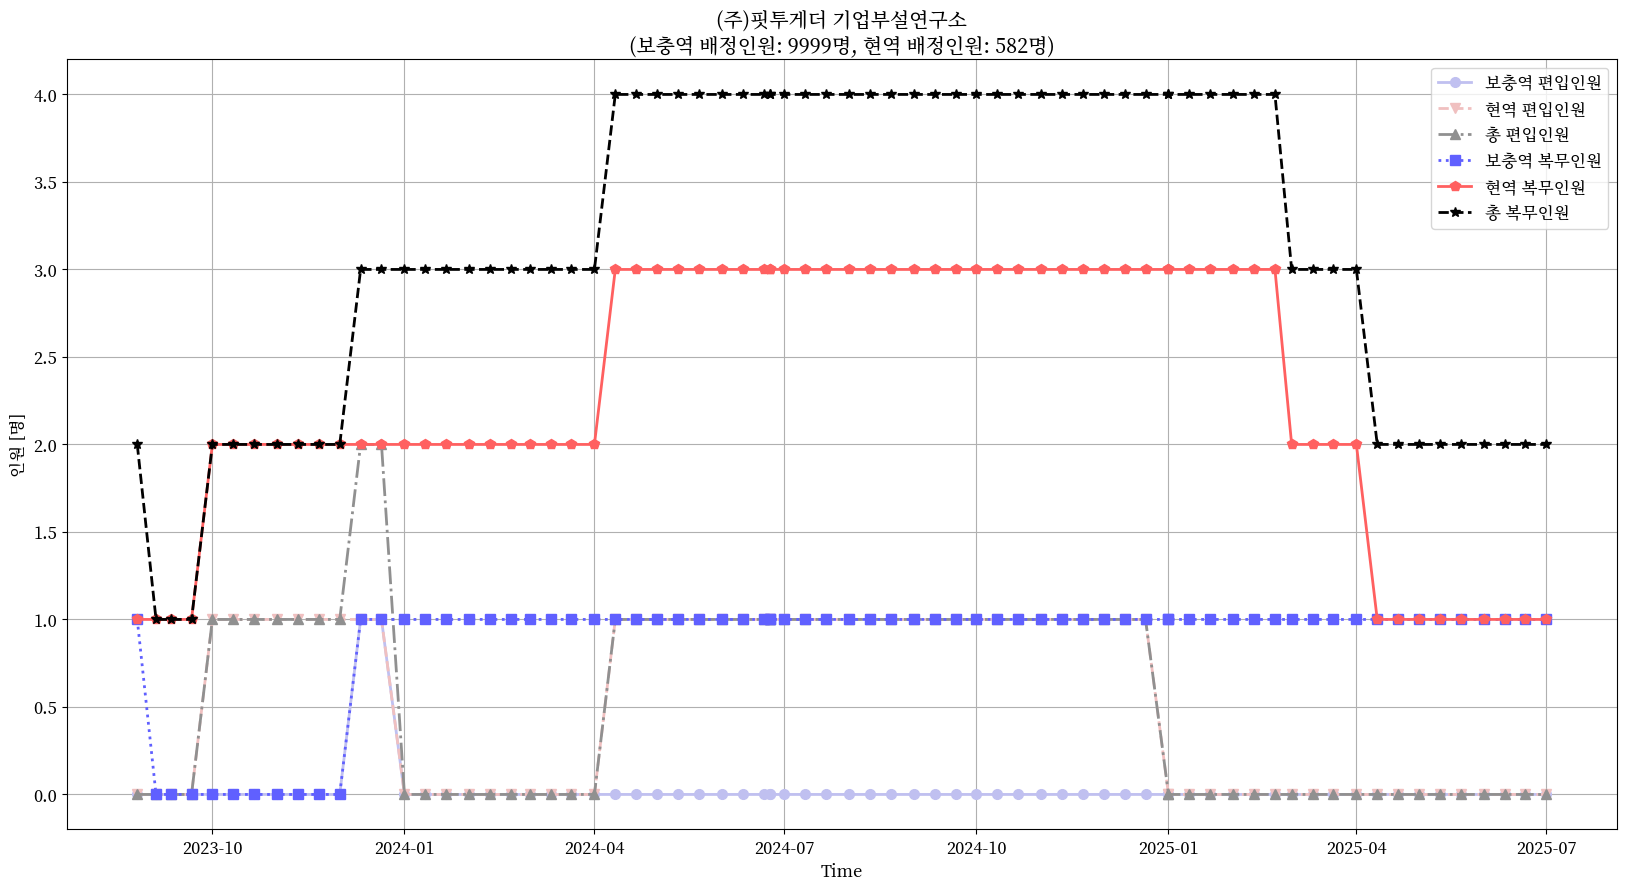 (주)핏투게더 기업부설연구소
(보충역 배정인원: 9999명, 현역 배정인원: 582명)
보충역 편입인원
현역 편입인원
총 편입인원
보충역 복무인원
현역 복무인원
총 복무인원
4.0
3.5
3.0
2.5
2.0
1.5
1.0
0.5
0.0
인원 [명]
2023-10
2024-01
2024-04
2024-07
2024-10
2025-01
2025-04
2025-07
Time